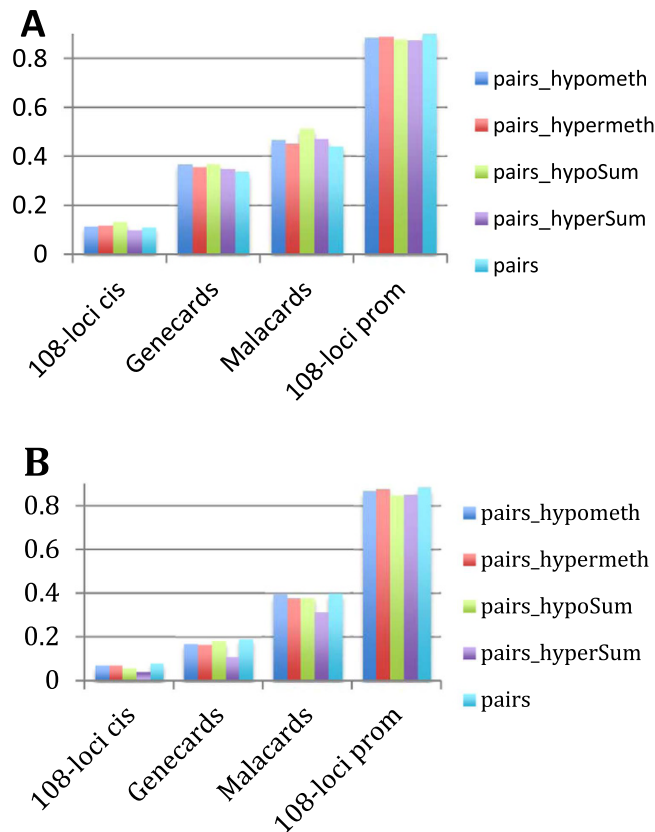 A
0.8
0.6
0.4
0.2
0
108-loci cis
Genecards
Malacards
108-loci prom
pairs_hypometh
pairs_hypermeth
pairs_hypoSum
pairs_hyperSum
pairs
B
0.8
0.6
0.4
0.2
0
108-loci cis
Genecards
Malacards
108-loci prom
pairs_hypometh
pairs_hypermeth
pairs_hypoSum
pairs_hyperSum
pairs